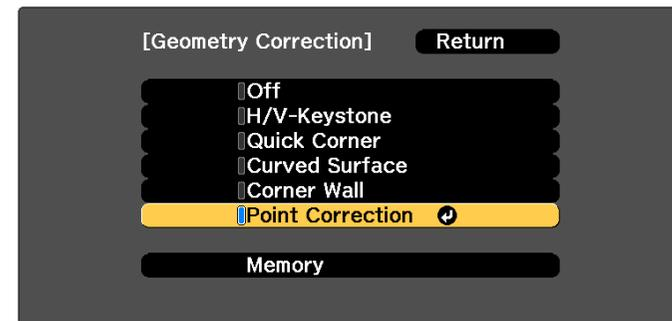 [Geometry Correction] Return
Off
H/V-Keystone
Quick Corner
Curved Surface
Corner Wall
Point Correction
Memory